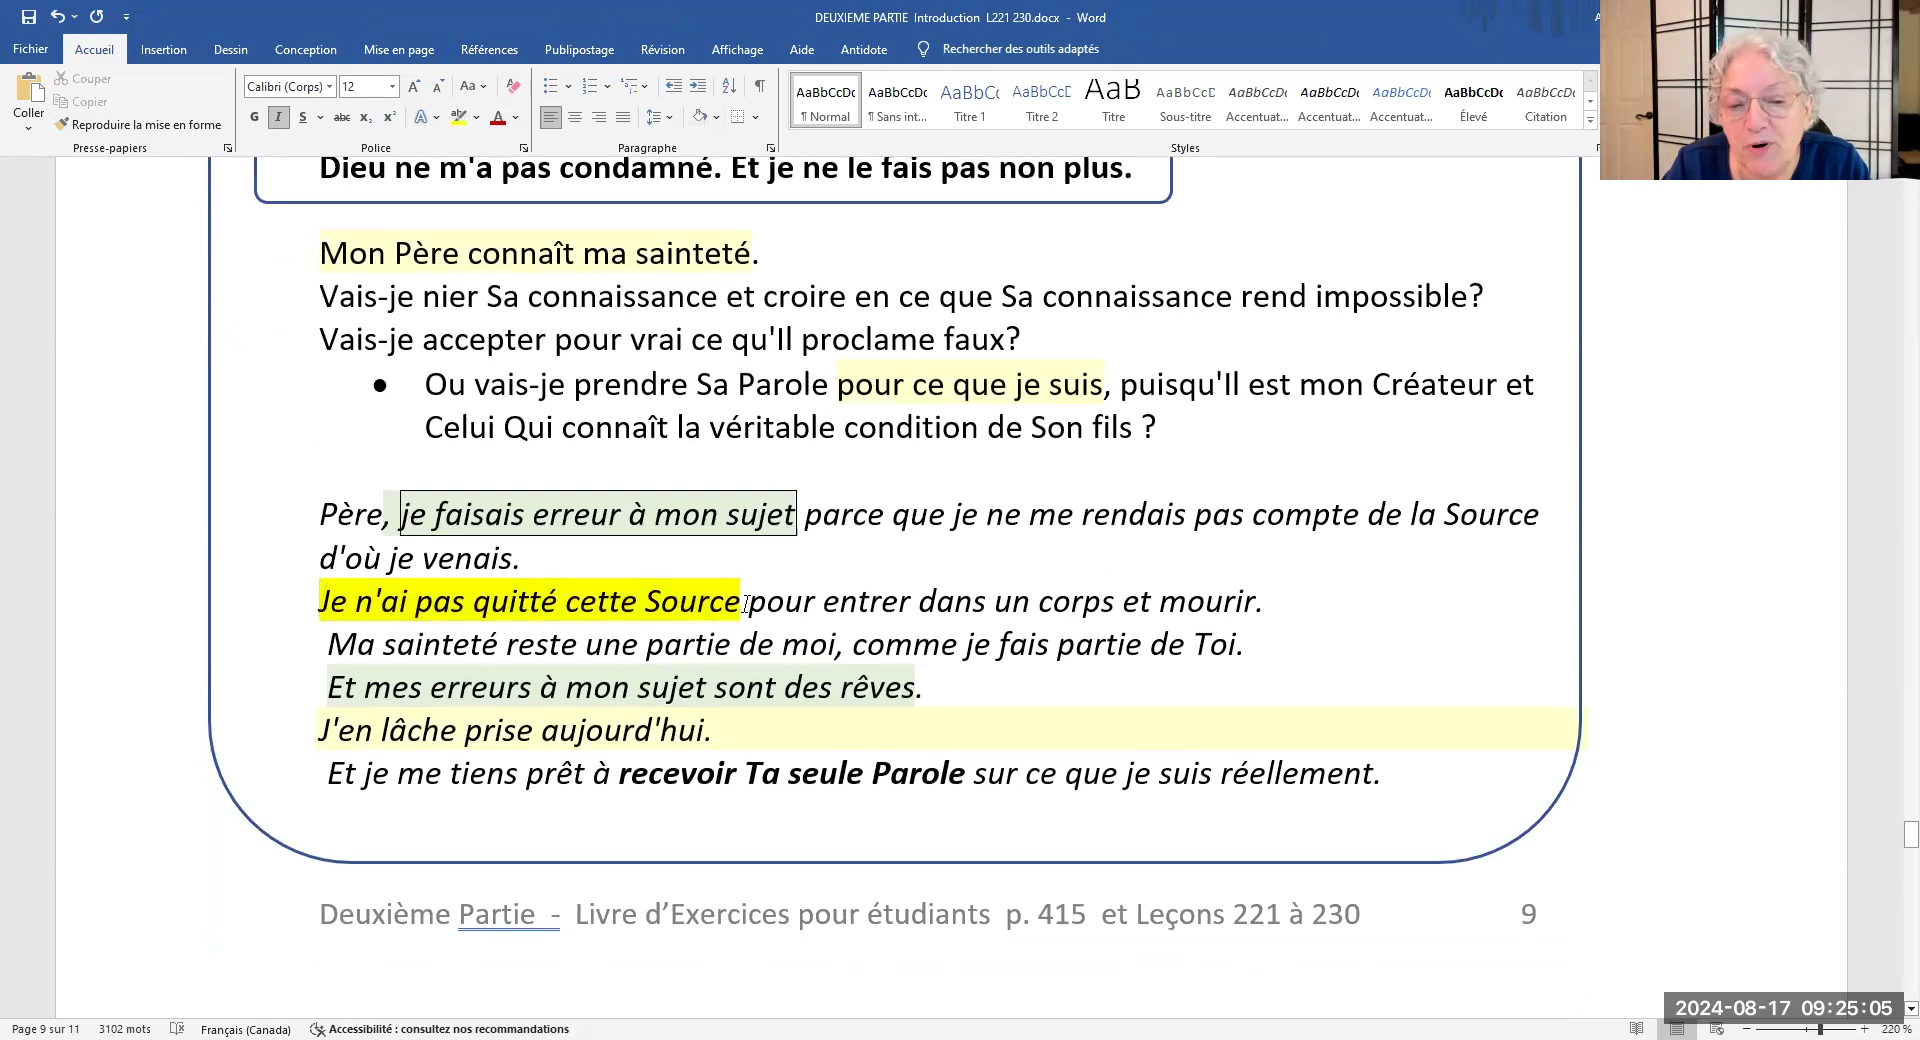 DEUXIEME PARTIE Introduction L221 230.docx - Word
Fichier Accueil Insertion Dessin Conception Mise en page Références Publipostage Révision Affichage Aide Antidote Rechercher des outils adaptés
Couper
Copier
Coller
Reproduire la mise en forme
Calibri (Corps) 12 Aa
G I S abc x₂ x² A A
AaBbCcDc AaBbCcDc AaBbCc AaBbCcD AaB AaBbCcD AaBbCcDc AaBbCcDc AaBbCcDc AaBbCcDc AaBbCcDc
¶ Normal ¶ Sans int... Titre 1 Titre 2 Titre Sous-titre Accentuat... Accentuat... Accentuat... Élevé Citation
Presse-papiers Police Paragraphe Styles
Dieu ne m'a pas condamné. Et je ne le fais pas non plus.
Mon Père connaît ma sainteté.
Vais-je nier Sa connaissance et croire en ce que Sa connaissance rend impossible?
Vais-je accepter pour vrai ce qu'Il proclame faux?
• Ou vais-je prendre Sa Parole pour ce que je suis, puisqu'Il est mon Créateur et
Celui Qui connaît la véritable condition de Son fils ?
Père, je faisais erreur à mon sujet parce que je ne me rendais pas compte de la Source
d'où je venais.
Je n'ai pas quitté cette Source pour entrer dans un corps et mourir.
Ma sainteté reste une partie de moi, comme je fais partie de Toi.
Et mes erreurs à mon sujet sont des rêves.
J'en lâche prise aujourd'hui.
Et je me tiens prêt à recevoir Ta seule Parole sur ce que je suis réellement.
Deuxième Partie - Livre d’Exercices pour étudiants p. 415 et Leçons 221 à 230 9
2024-08-17 09:25:05
Page 9 sur 11 3102 mots Français (Canada) Accessibilité : consultez nos recommandations 220 %